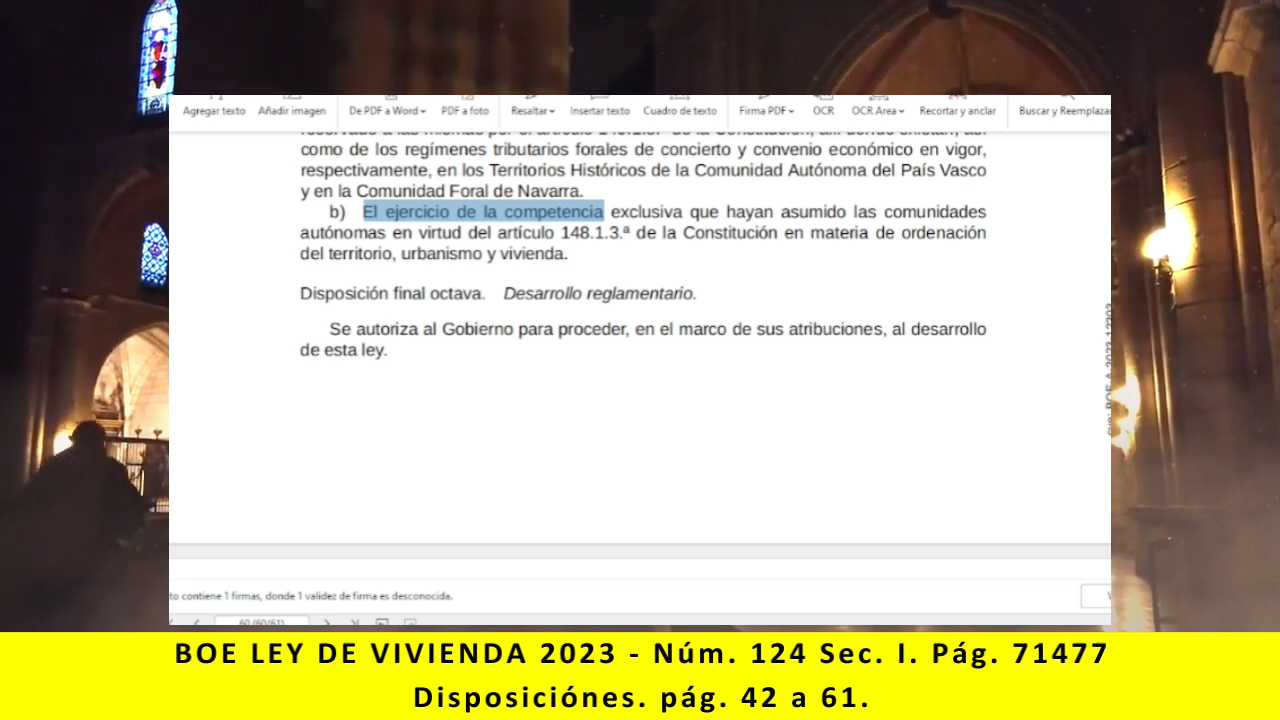 Agregar texto Añadir imagen De PDF a Word PDF a foto Resaltar Insertar texto Cuadro de texto Firma PDF OCR OCR Area Recortar y anclar Buscar y Reemplaza
como de los regímenes tributarios forales de concierto y convenio económico en vigor,
respectivamente, en los Territorios Históricos de la Comunidad Autónoma del País Vasco
y en la Comunidad Foral de Navarra.
b) El ejercicio de la competencia exclusiva que hayan asumido las comunidades
autónomas en virtud del artículo 148.1.3.ª de la Constitución en materia de ordenación
del territorio, urbanismo y vivienda.
Disposición final octava. Desarrollo reglamentario.
Se autoriza al Gobierno para proceder, en el marco de sus atribuciones, al desarrollo
de esta ley.
to contiene 1 firmas, donde 1 validez de firma es desconocida.
60 (60/61)
BOE LEY DE VIVIENDA 2023 - Núm. 124 Sec. I. Pág. 71477
Disposiciónes. pág. 42 a 61.